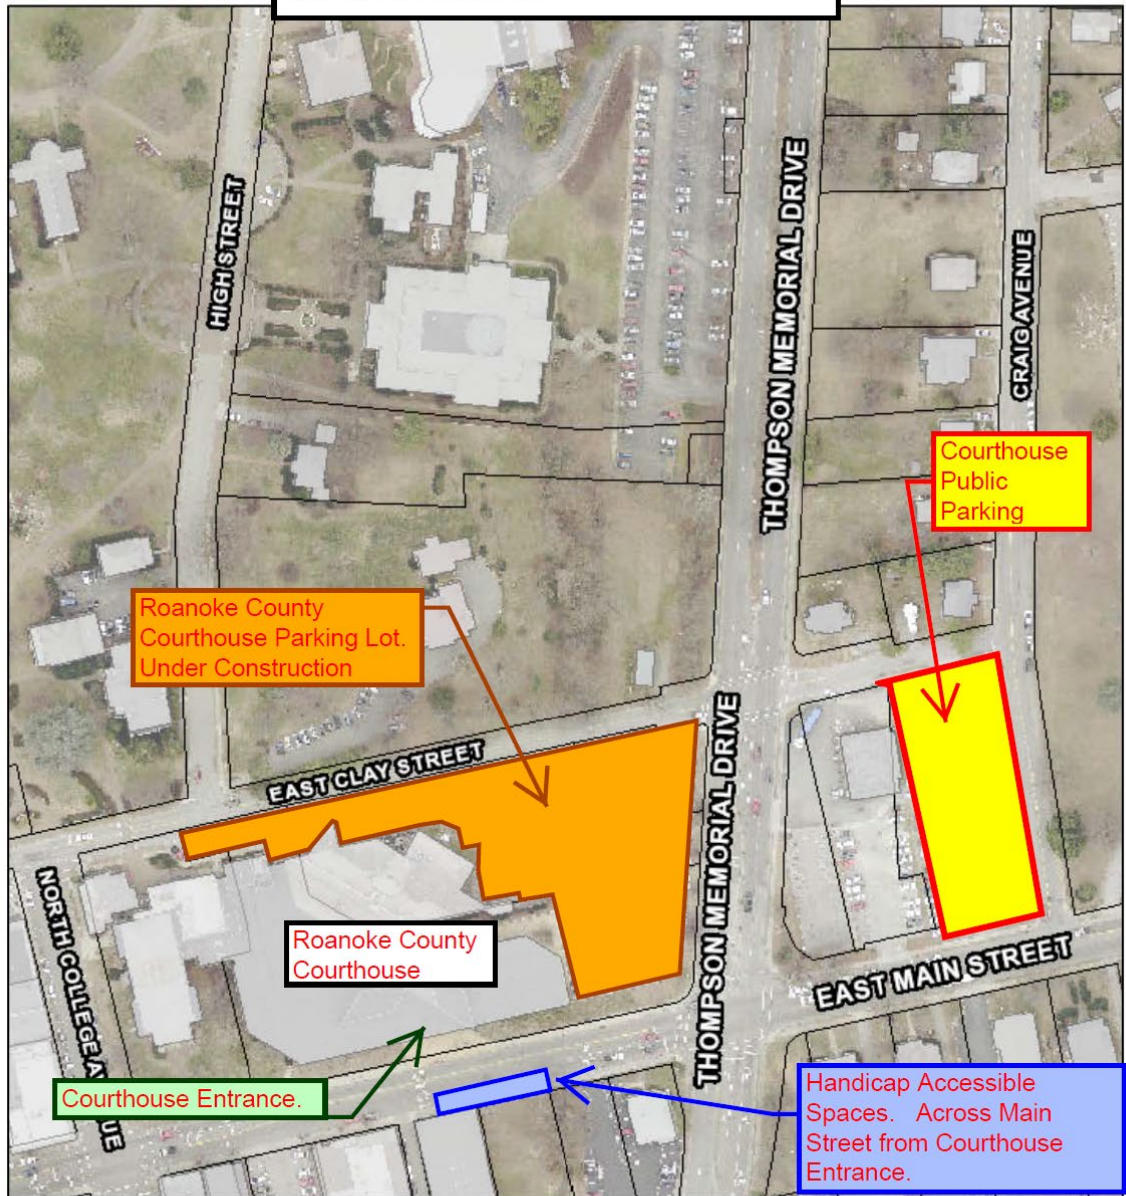 HIGH STREET
THOMPSON MEMORIAL DRIVE
CRAIG AVENUE
Courthouse
Public
Parking
Roanoke County
Courthouse Parking Lot.
Under Construction
EAST CLAY STREET
THOMPSON MEMORIAL DRIVE
NORTH COLLEGE AVENUE
Roanoke County
Courthouse
EAST MAIN STREET
Courthouse Entrance.
Handicap Accessible
Spaces. Across Main
Street from Courthouse
Entrance.